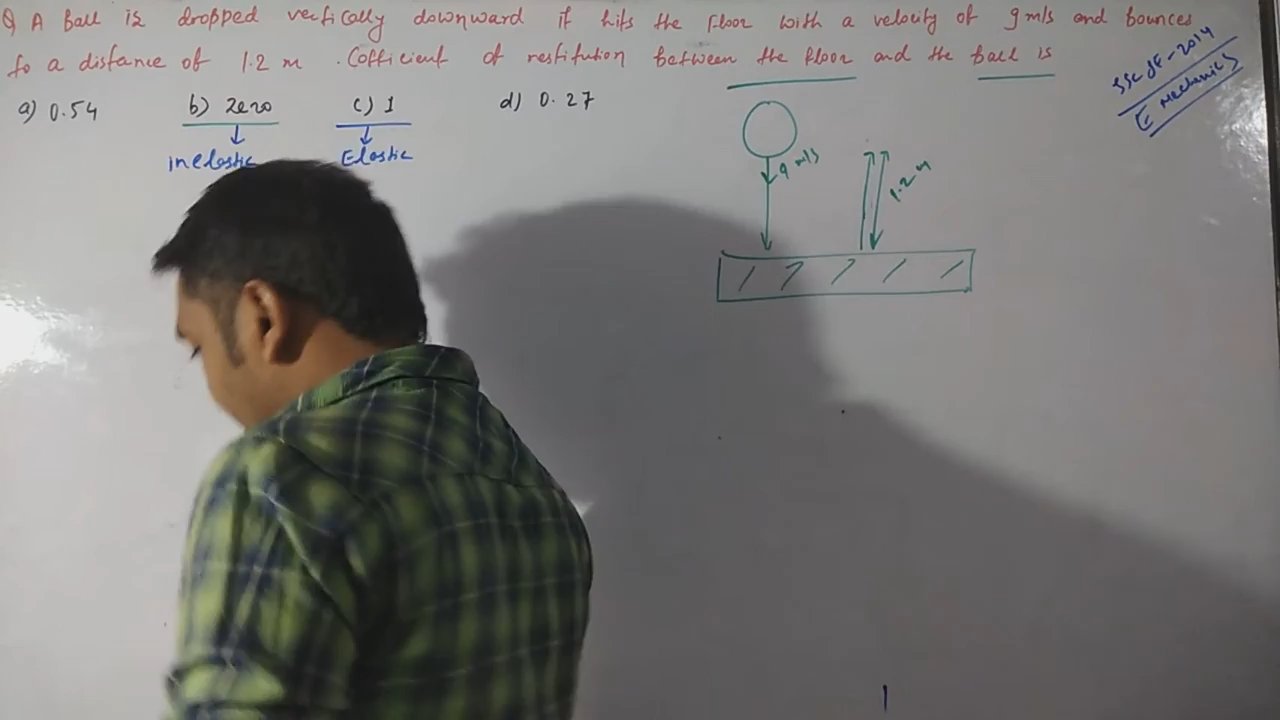 Q A Ball is dropped vertically downward it hits the floor with a velocity of 9 m/s and bounces
to a distance of 1.2 m . Cofficient of restitution between the floor and the ball is
SSC JE - 2014
(E Mechanics)
a) 0.54 b) Zero c) 1 d) 0.27
inelastic Elastic
9 m/s
1.2 m